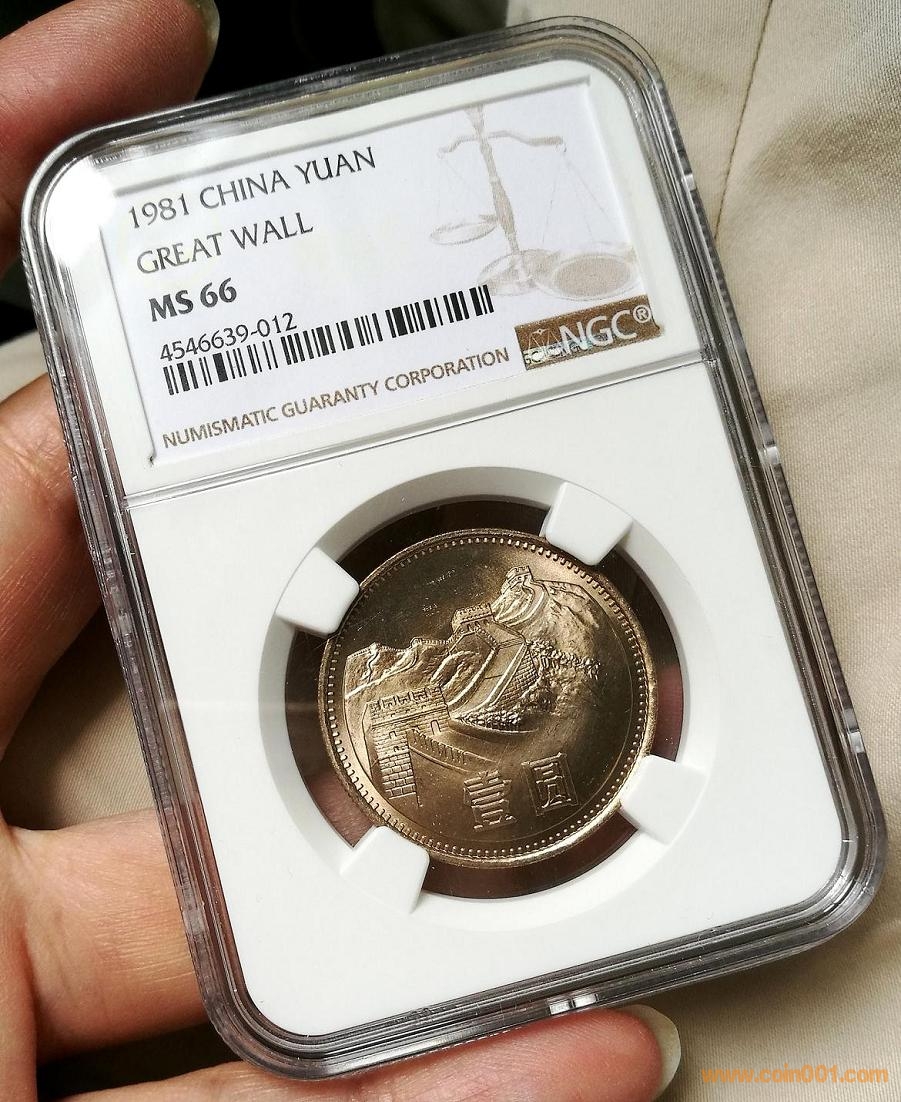 1981 CHINA YUAN
GREAT WALL
MS 66
4546639-012
NUMISMATIC GUARANTY CORPORATION
NGC®
壹圆
www.coin001.com